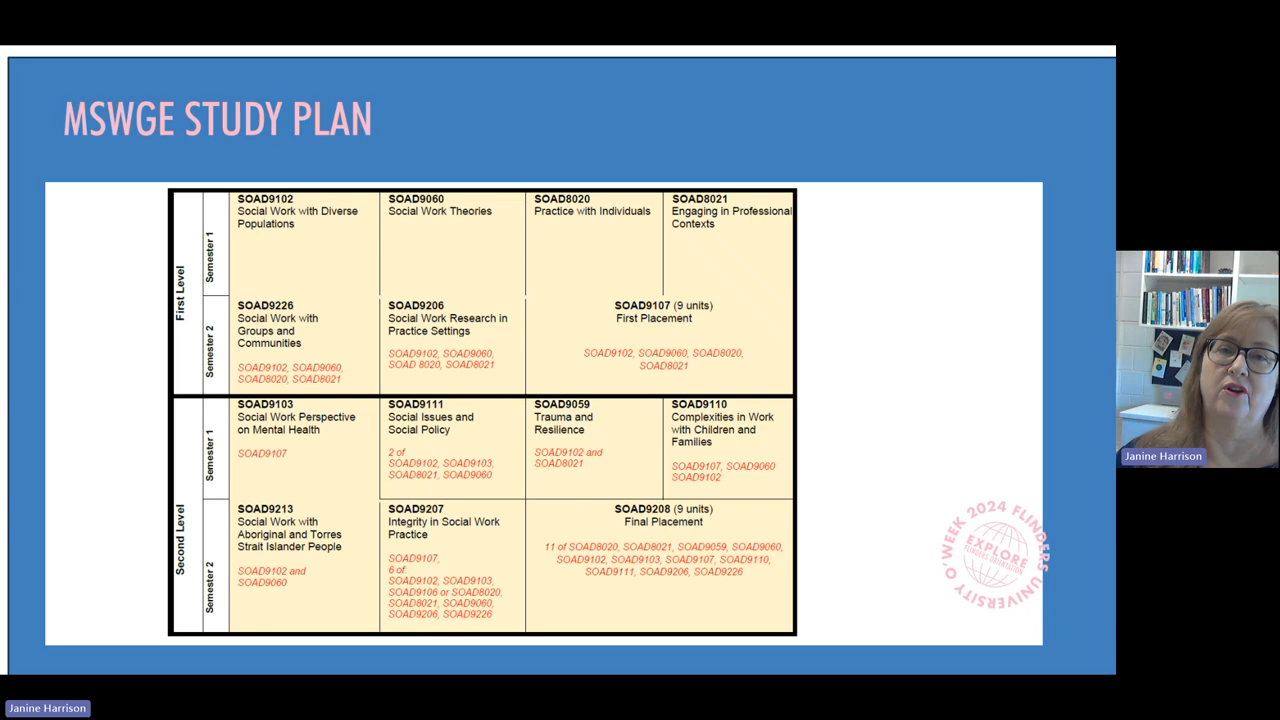 MSWGE STUDY PLAN
First Level
Semester 1
SOAD9102
Social Work with Diverse
Populations
SOAD9060
Social Work Theories
SOAD8020
Practice with Individuals
SOAD8021
Engaging in Professional
Contexts
Semester 2
SOAD9226
Social Work with
Groups and
Communities
SOAD9102, SOAD9060,
SOAD8020, SOAD8021
SOAD9206
Social Work Research in
Practice Settings
SOAD9102, SOAD9060,
SOAD 8020, SOAD8021
SOAD9107 (9 units)
First Placement
SOAD9102, SOAD9060, SOAD8020,
SOAD8021
Second Level
Semester 1
SOAD9103
Social Work Perspective
on Mental Health
SOAD9107
SOAD9111
Social Issues and
Social Policy
2 of
SOAD9102, SOAD9103,
SOAD8021, SOAD9060
SOAD9059
Trauma and
Resilience
SOAD9102 and
SOAD8021
SOAD9110
Complexities in Work
with Children and
Families
SOAD9107, SOAD9060
SOAD9102
Semester 2
SOAD9213
Social Work with
Aboriginal and Torres
Strait Islander People
SOAD9102 and
SOAD9060
SOAD9207
Integrity in Social Work
Practice
SOAD9107,
6 of:
SOAD9102, SOAD9103,
SOAD9106 or SOAD8020,
SOAD8021, SOAD9060,
SOAD9206, SOAD9226
SOAD9208 (9 units)
Final Placement
11 of SOAD8020, SOAD8021, SOAD9059, SOAD9060,
SOAD9102, SOAD9103, SOAD9107, SOAD9110,
SOAD9111, SOAD9206, SOAD9226
O'WEEK 2024 FLINDERS UNIVERSITY
EXPLORE
FLINDERS ORIENTATION
Janine Harrison
Janine Harrison